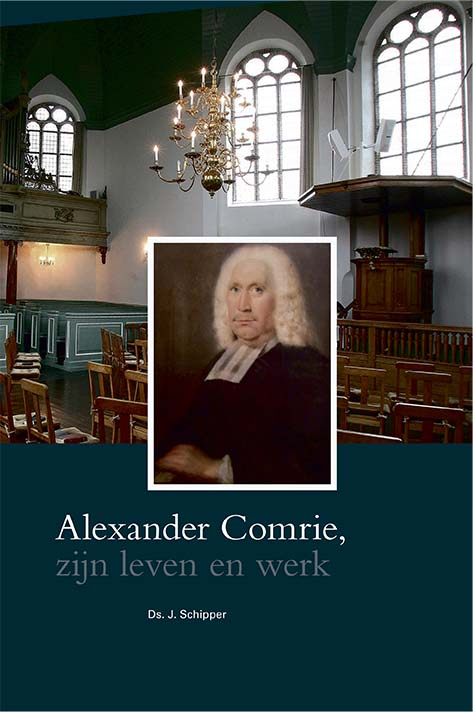 Alexander Comrie,
zijn leven en werk
Ds. J. Schipper